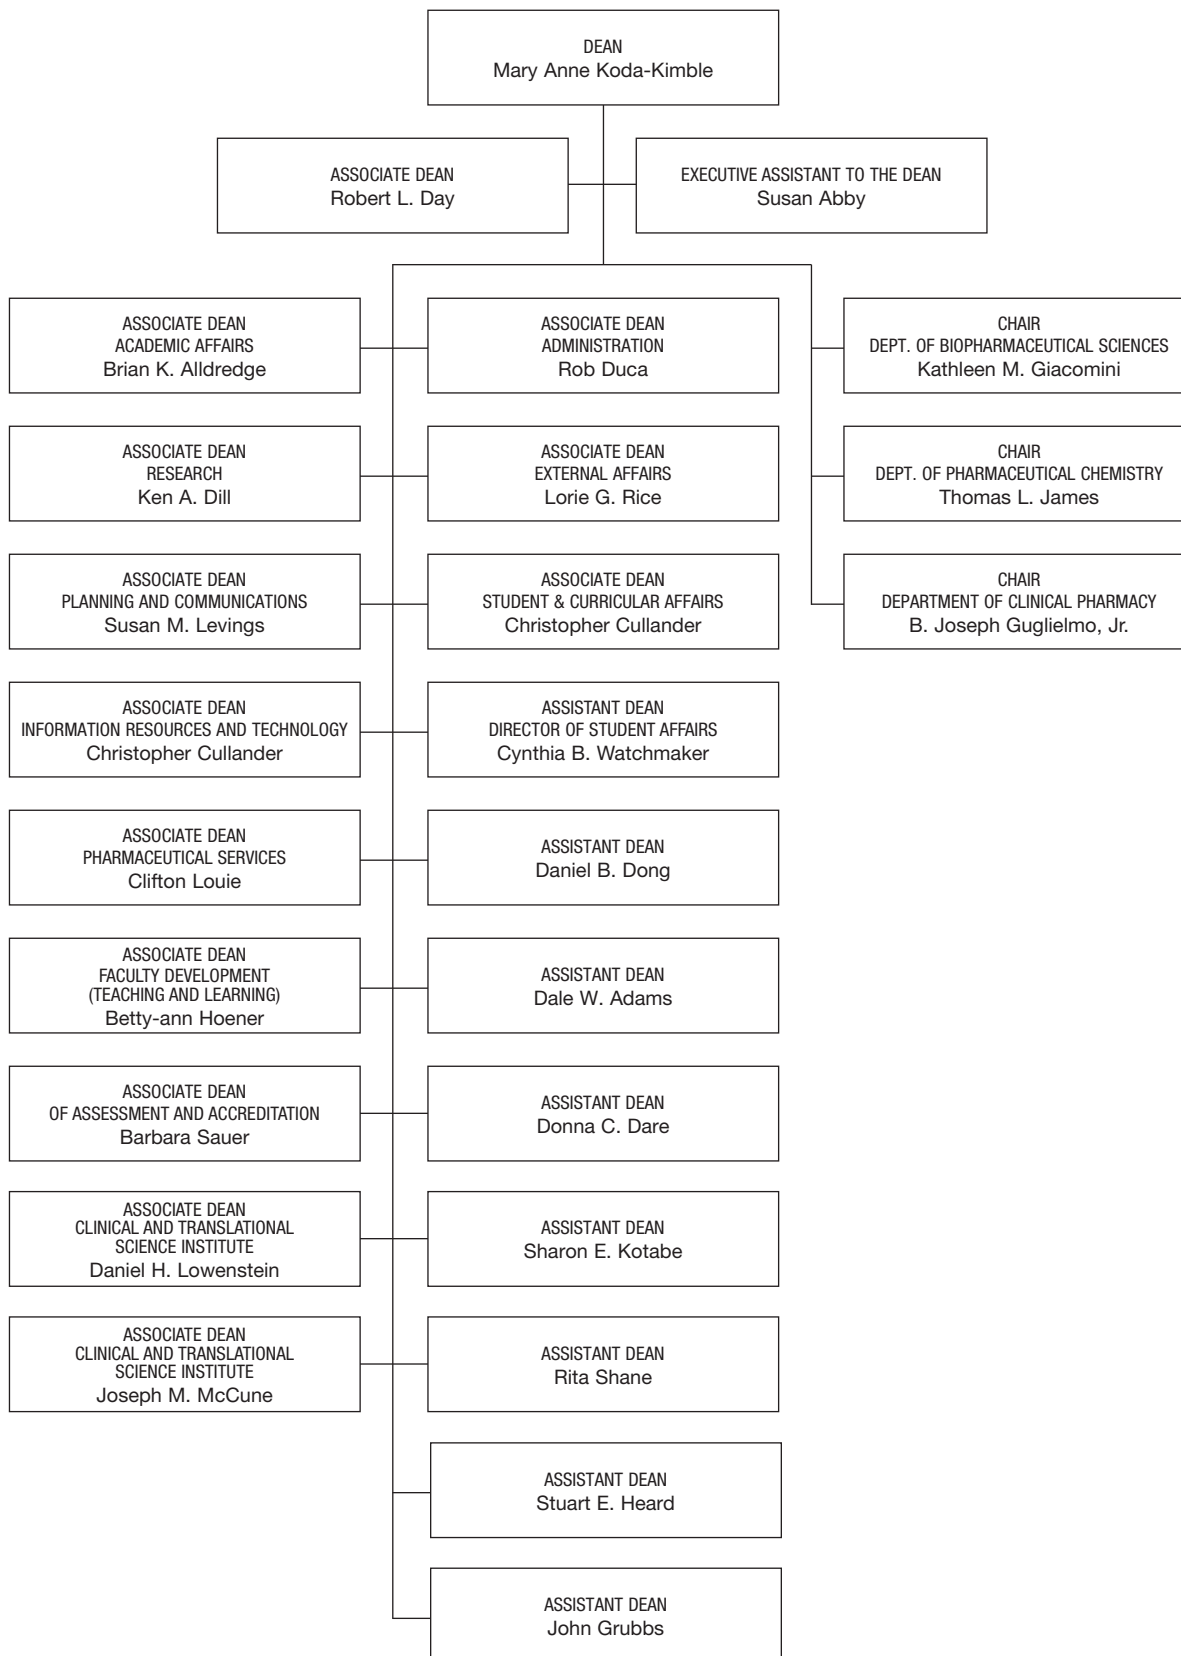 DEAN
Mary Anne Koda-Kimble
ASSOCIATE DEAN
Robert L. Day
EXECUTIVE ASSISTANT TO THE DEAN
Susan Abby
ASSOCIATE DEAN
ACADEMIC AFFAIRS
Brian K. Alldredge
ASSOCIATE DEAN
ADMINISTRATION
Rob Duca
CHAIR
DEPT. OF BIOPHARMACEUTICAL SCIENCES
Kathleen M. Giacomini
ASSOCIATE DEAN
RESEARCH
Ken A. Dill
ASSOCIATE DEAN
EXTERNAL AFFAIRS
Lorie G. Rice
CHAIR
DEPT. OF PHARMACEUTICAL CHEMISTRY
Thomas L. James
ASSOCIATE DEAN
PLANNING AND COMMUNICATIONS
Susan M. Levings
ASSOCIATE DEAN
STUDENT & CURRICULAR AFFAIRS
Christopher Cullander
CHAIR
DEPARTMENT OF CLINICAL PHARMACY
B. Joseph Guglielmo, Jr.
ASSOCIATE DEAN
INFORMATION RESOURCES AND TECHNOLOGY
Christopher Cullander
ASSISTANT DEAN
DIRECTOR OF STUDENT AFFAIRS
Cynthia B. Watchmaker
ASSOCIATE DEAN
PHARMACEUTICAL SERVICES
Clifton Louie
ASSISTANT DEAN
Daniel B. Dong
ASSOCIATE DEAN
FACULTY DEVELOPMENT
(TEACHING AND LEARNING)
Betty-ann Hoener
ASSISTANT DEAN
Dale W. Adams
ASSOCIATE DEAN
OF ASSESSMENT AND ACCREDITATION
Barbara Sauer
ASSISTANT DEAN
Donna C. Dare
ASSOCIATE DEAN
CLINICAL AND TRANSLATIONAL
SCIENCE INSTITUTE
Daniel H. Lowenstein
ASSISTANT DEAN
Sharon E. Kotabe
ASSOCIATE DEAN
CLINICAL AND TRANSLATIONAL
SCIENCE INSTITUTE
Joseph M. McCune
ASSISTANT DEAN
Rita Shane
ASSISTANT DEAN
Stuart E. Heard
ASSISTANT DEAN
John Grubbs